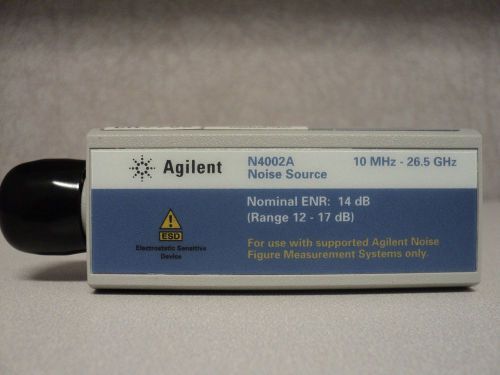 Agilent
N4002A
Noise Source
10 MHz - 26.5 GHz
Nominal ENR: 14 dB
(Range 12 - 17 dB)
ESD
Electrostatic Sensitive
Device
For use with supported Agilent Noise
Figure Measurement Systems only.